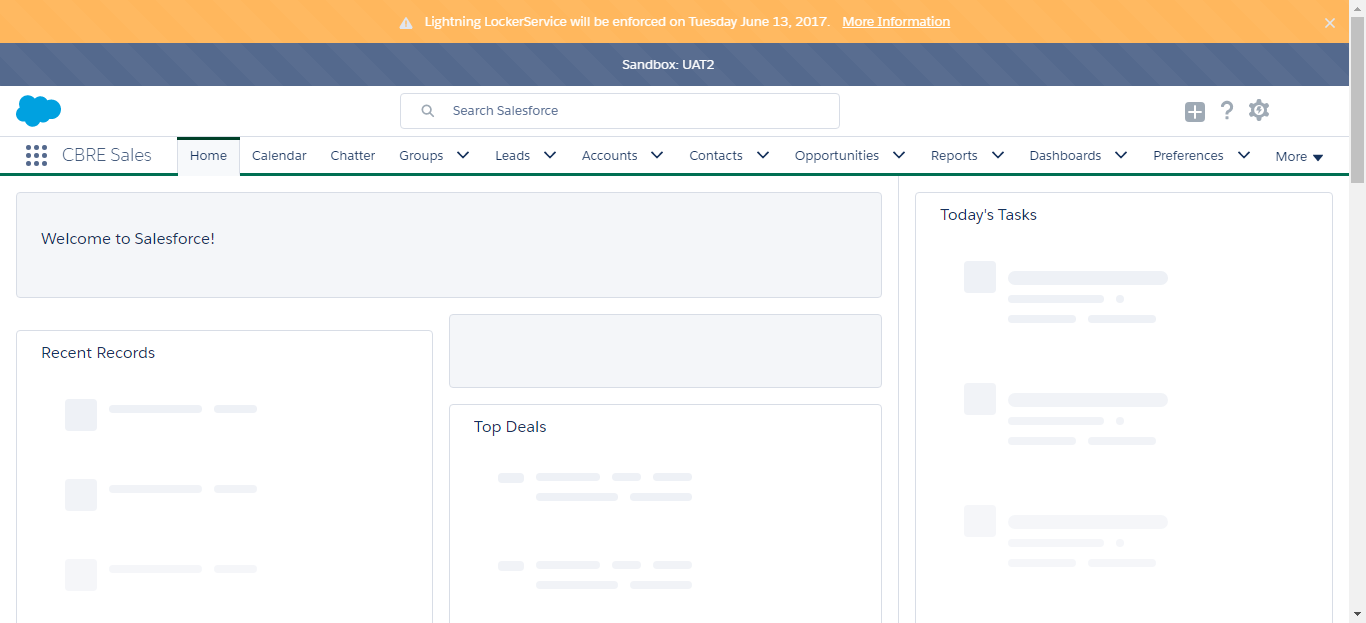 Lightning LockerService will be enforced on Tuesday June 13, 2017. More Information
Sandbox: UAT2
Search Salesforce
CBRE Sales Home Calendar Chatter Groups Leads Accounts Contacts Opportunities Reports Dashboards Preferences More
Welcome to Salesforce!
Today's Tasks
Recent Records
Top Deals